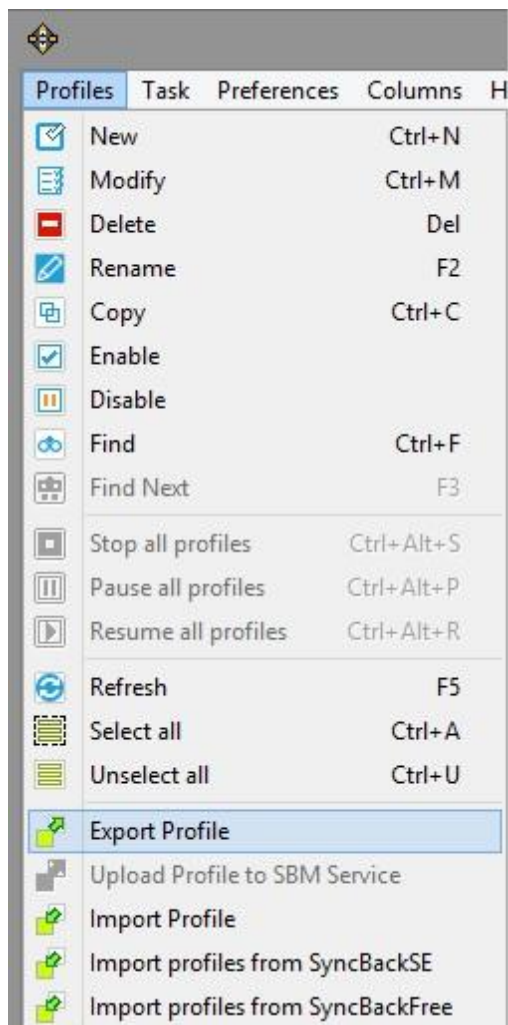 Profiles Task Preferences Columns H
New Ctrl+N
Modify Ctrl+M
Delete Del
Rename F2
Copy Ctrl+C
Enable
Disable
Find Ctrl+F
Find Next F3
Stop all profiles Ctrl+Alt+S
Pause all profiles Ctrl+Alt+P
Resume all profiles Ctrl+Alt+R
Refresh F5
Select all Ctrl+A
Unselect all Ctrl+U
Export Profile
Upload Profile to SBM Service
Import Profile
Import profiles from SyncBackSE
Import profiles from SyncBackFree